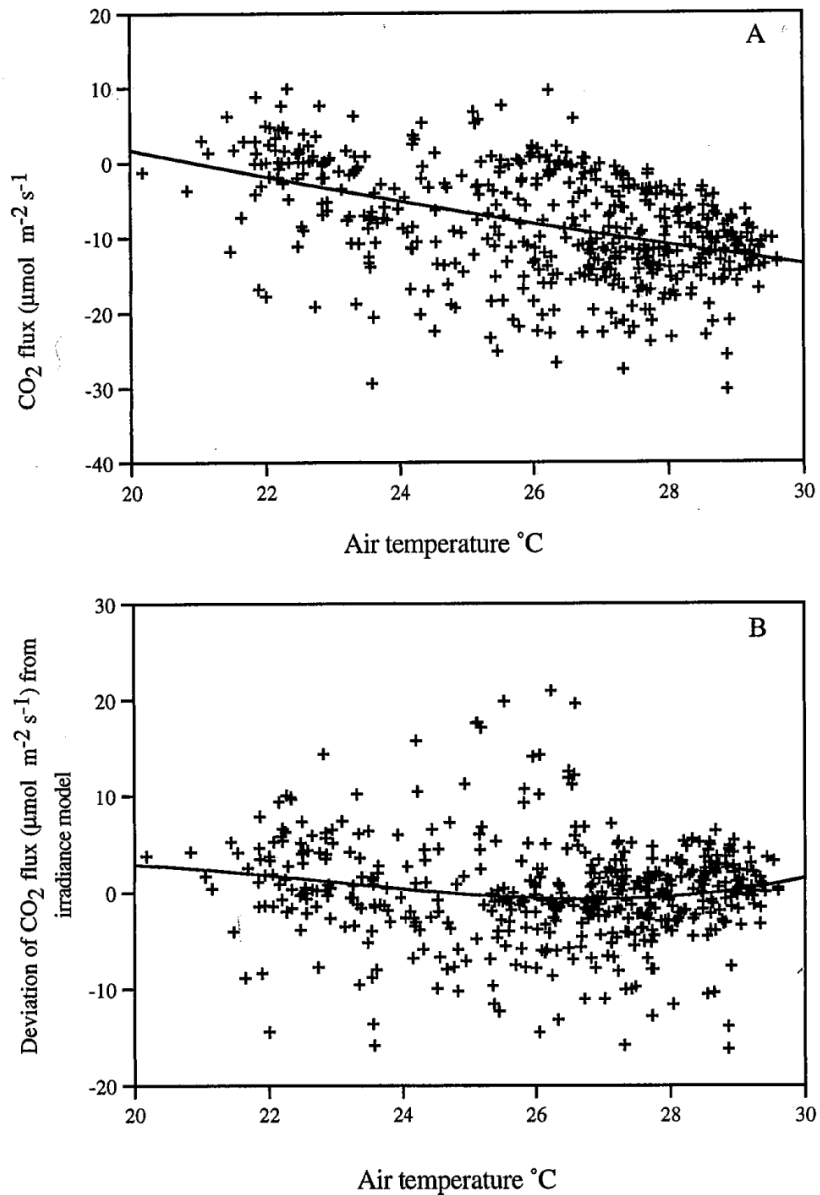 A
20
10
0
-10
-20
-30
-40
CO2 flux (µmol m-2 s-1)
20 22 24 26 28 30
Air temperature °C
B
30
20
10
0
-10
-20
Deviation of CO2 flux (µmol m-2 s-1) from
irradiance model
20 22 24 26 28 30
Air temperature °C